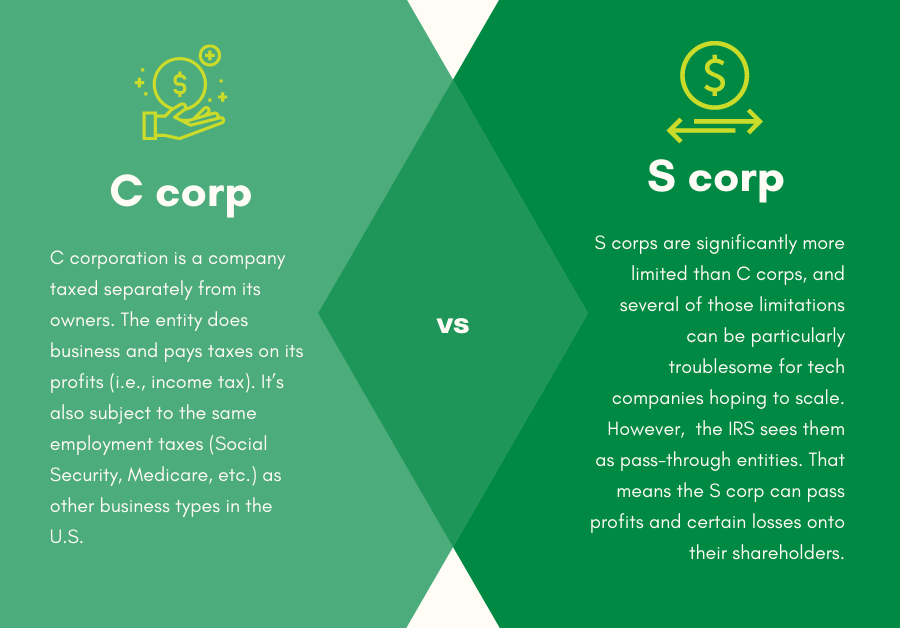 C corp
C corporation is a company
taxed separately from its
owners. The entity does
business and pays taxes on its
profits (i.e., income tax). It’s
also subject to the same
employment taxes (Social
Security, Medicare, etc.) as
other business types in the
U.S.
vs
S corp
S corps are significantly more
limited than C corps, and
several of those limitations
can be particularly
troublesome for tech
companies hoping to scale.
However,  the IRS sees them
as pass-through entities. That
means the S corp can pass
profits and certain losses onto
their shareholders.